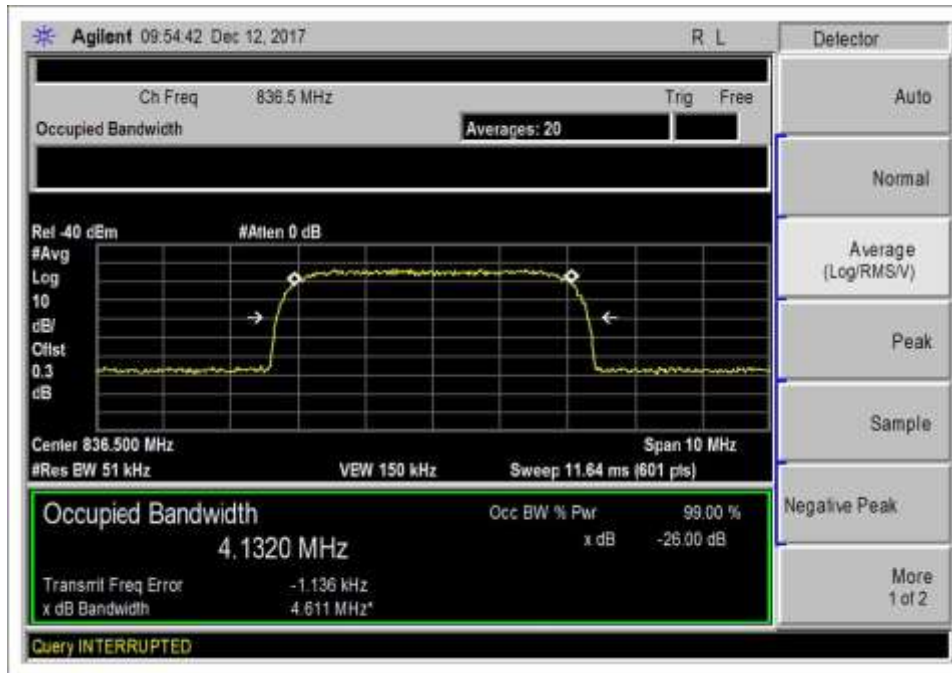 Agilent 09:54:42 Dec 12, 2017 R L
Detector
Ch Freq 836.5 MHz Trig Free
Occupied Bandwidth Averages: 20
Auto
Normal
Average
(Log/RMS/V)
Peak
Sample
Negative Peak
More
1 of 2
Ref -40 dBm #Atten 0 dB
#Avg
Log
10
dB/
Offst
0.3
dB
Center 836.500 MHz Span 10 MHz
#Res BW 51 kHz VBW 150 kHz Sweep 11.64 ms (601 pts)
Occupied Bandwidth
4.1320 MHz
Occ BW % Pwr 99.00 %
x dB -26.00 dB
Transmit Freq Error -1.136 kHz
x dB Bandwidth 4.611 MHz*
Query INTERRUPTED